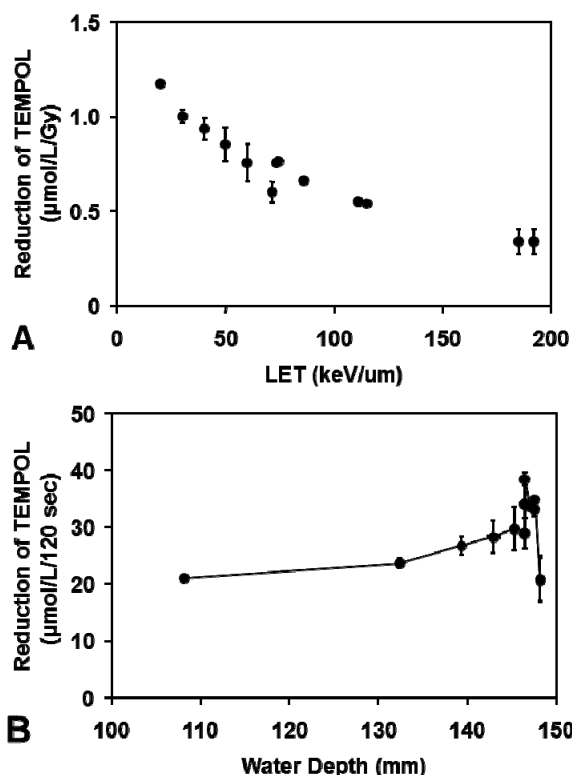 1.5
1.0
0.5
0
Reduction of TEMPOL
(µmol/L/Gy)
0 50 100 150 200
A
LET (keV/um)
50
40
30
20
10
0
Reduction of TEMPOL
(µmol/L/120 sec)
100 110 120 130 140 150
B
Water Depth (mm)